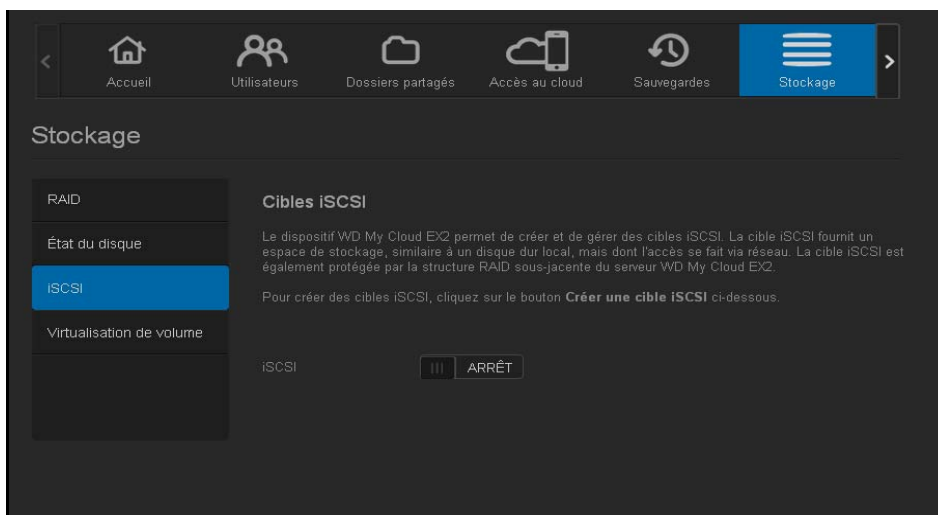 Accueil
Utilisateurs
Dossiers partagés
Accès au cloud
Sauvegardes
Stockage
Stockage
RAID
État du disque
iSCSI
Virtualisation de volume
Cibles iSCSI
Le dispositif WD My Cloud EX2 permet de créer et de gérer des cibles iSCSI. La cible iSCSI fournit un
espace de stockage, similaire à un disque dur local, mais dont l'accès se fait via réseau. La cible iSCSI est
également protégée par la structure RAID sous-jacente du serveur WD My Cloud EX2.
Pour créer des cibles iSCSI, cliquez sur le bouton Créer une cible iSCSI ci-dessous.
iSCSI
ARRÊT